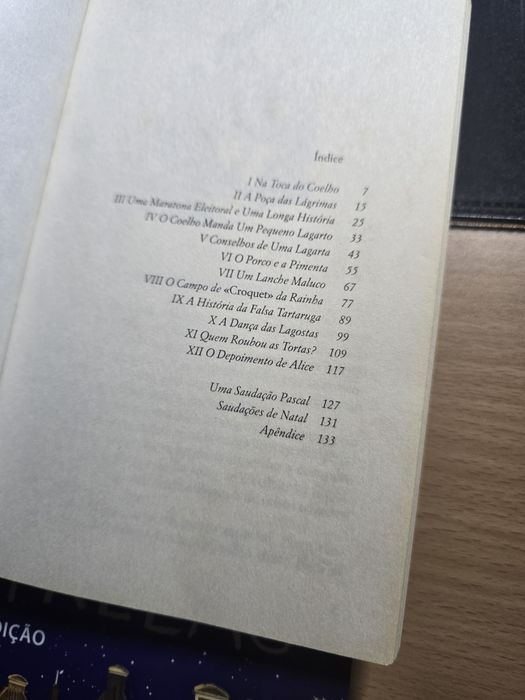 Índice
I Na Toca do Coelho 7
II A Poça das Lágrimas 15
III Uma Maratona Eleitoral e Uma Longa História 25
IV O Coelho Manda Um Pequeno Lagarto 33
V Conselhos de Uma Lagarta 43
VI O Porco e a Pimenta 55
VII Um Lanche Maluco 67
VIII O Campo de «Croquet» da Rainha 77
IX A História da Falsa Tartaruga 89
X A Dança das Lagostas 99
XI Quem Roubou as Tortas? 109
XII O Depoimento de Alice 117
Uma Saudação Pascal 127
Saudações de Natal 131
Apêndice 133
DIÇÃO